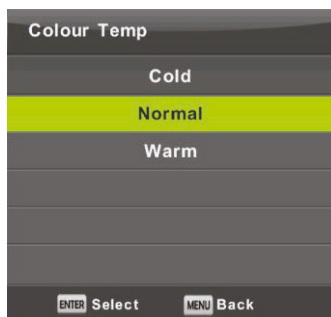 Colour Temp
Cold
Normal
Warm
ENTER Select MENU Back